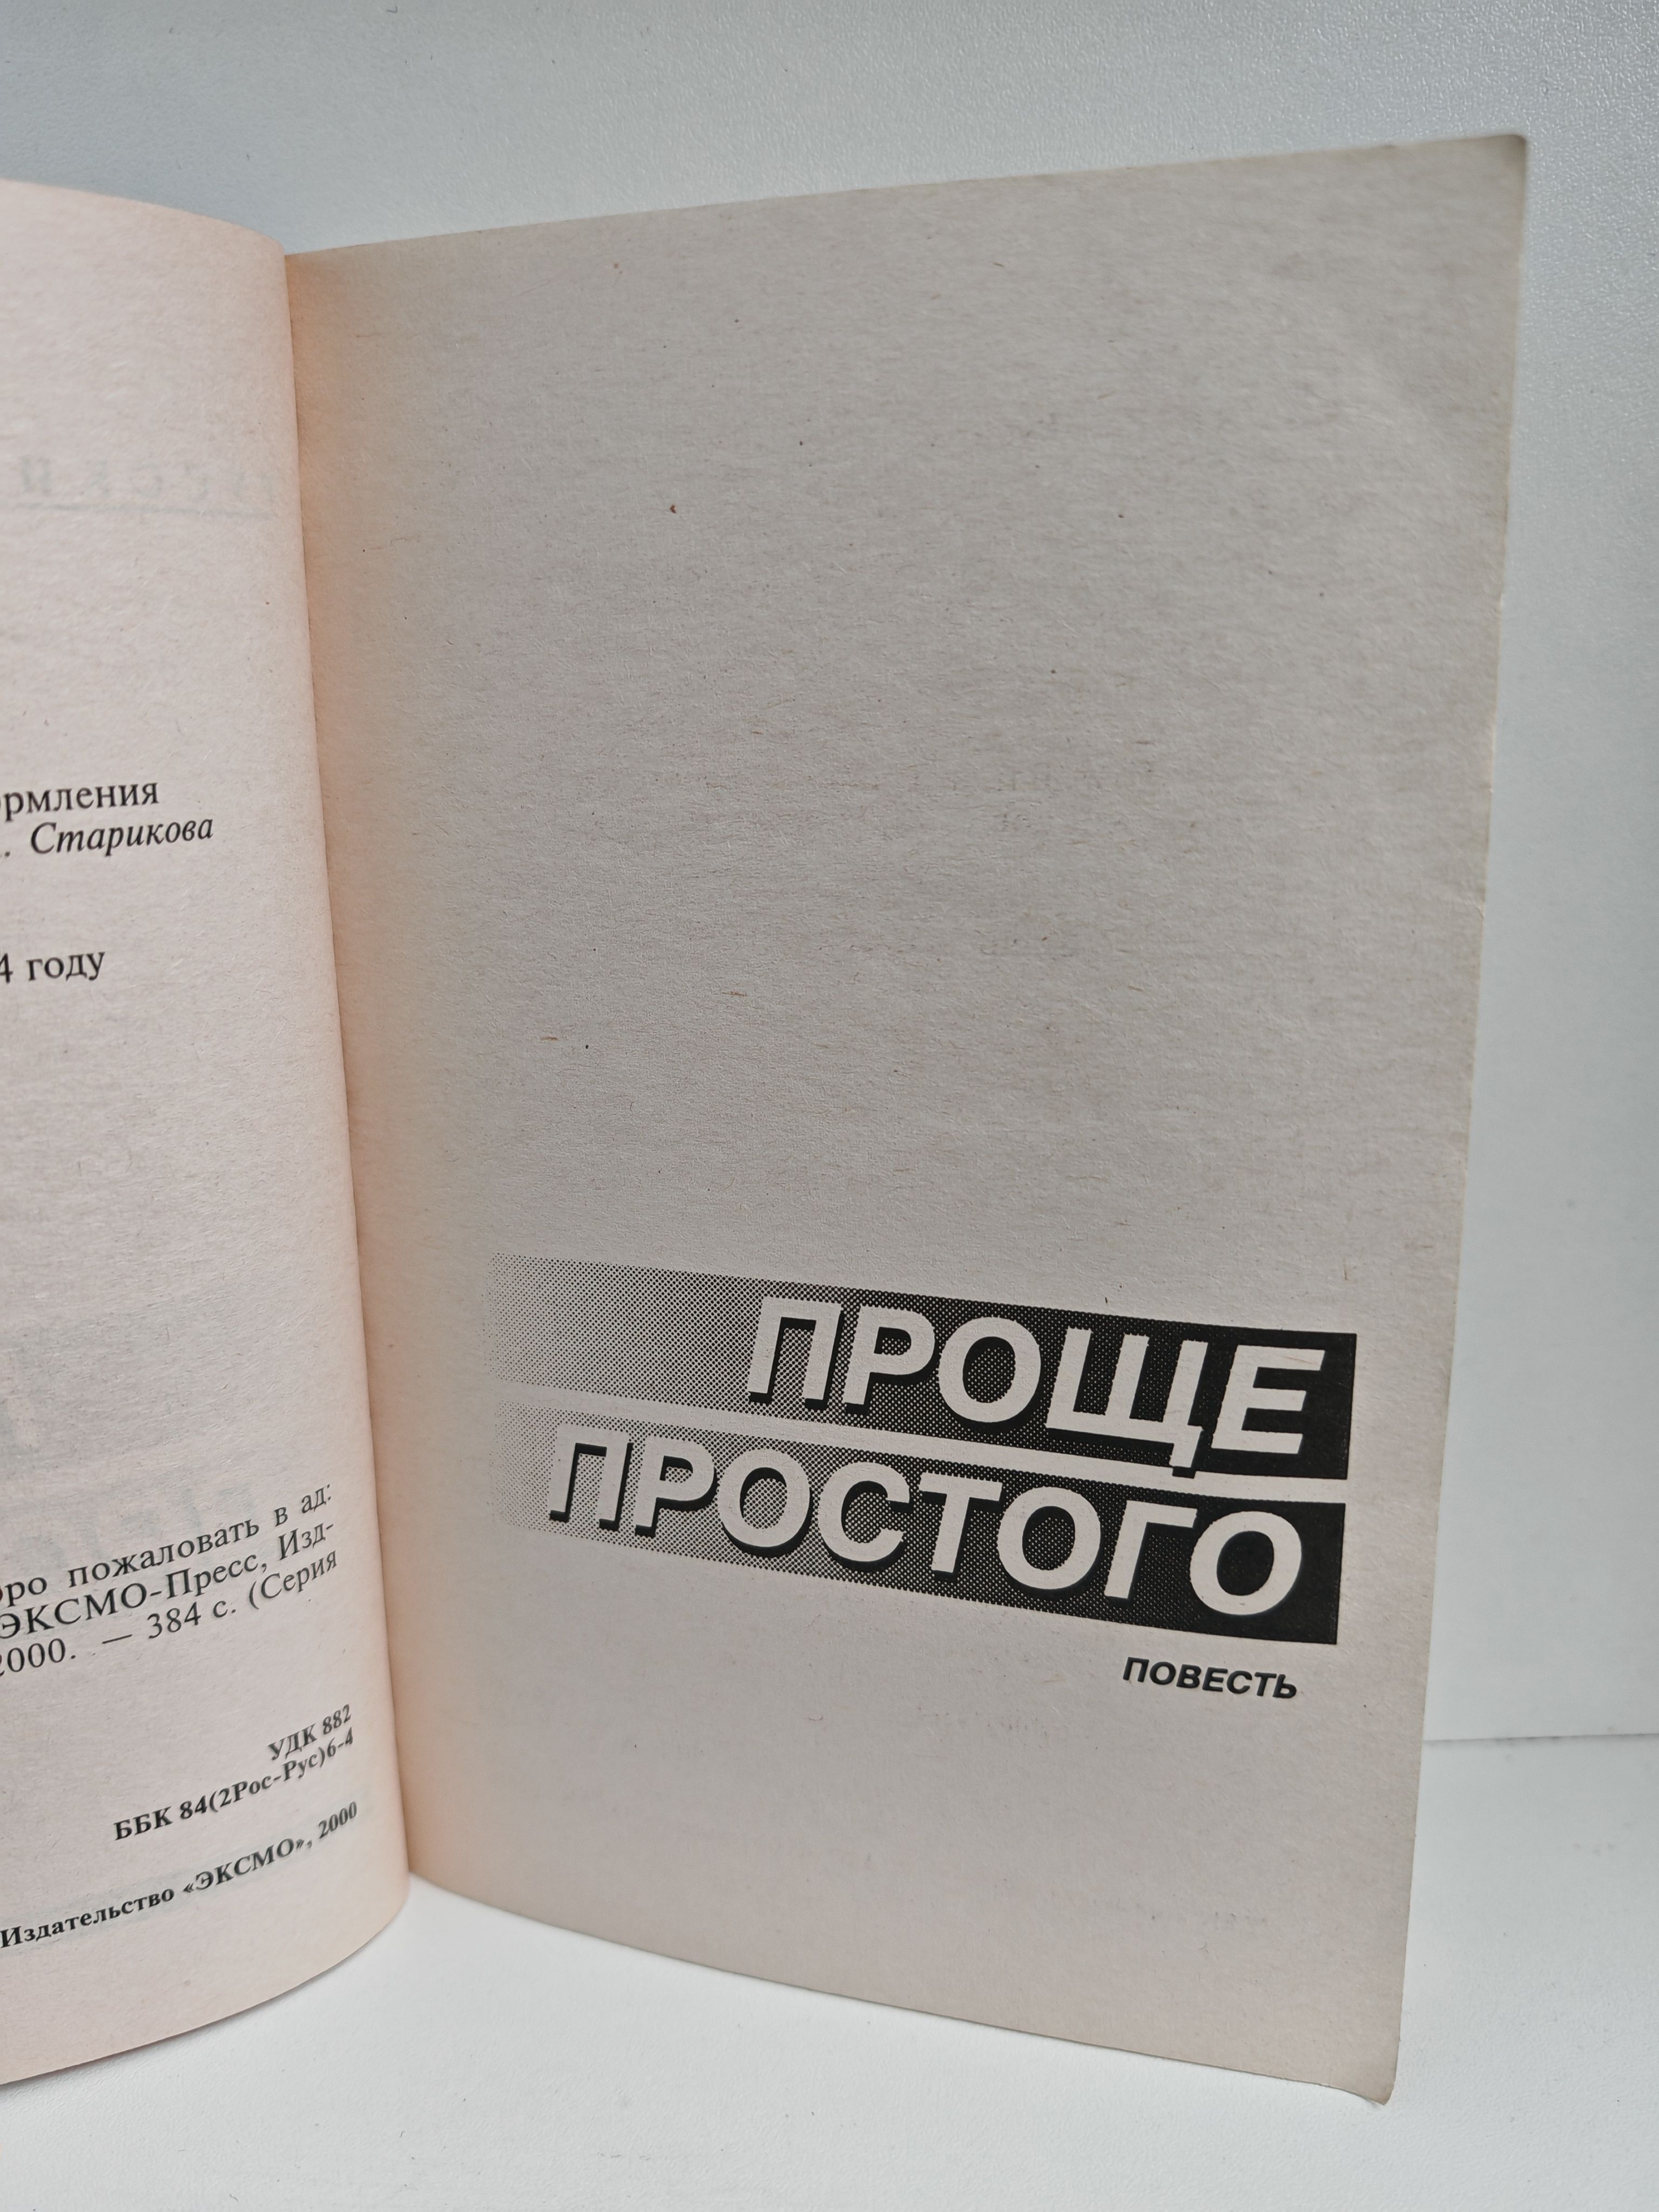 ормления
. Старикова
4 году
оро пожаловать в ад:
ЭКСМО-Пресс, Изд-
2000. — 384 с. (Серия
УДК 882
ББК 84(2Рос-Рус)6-4
Издательство «ЭКСМО», 2000
ПРОЩЕ
ПРОСТОГО
ПОВЕСТЬ